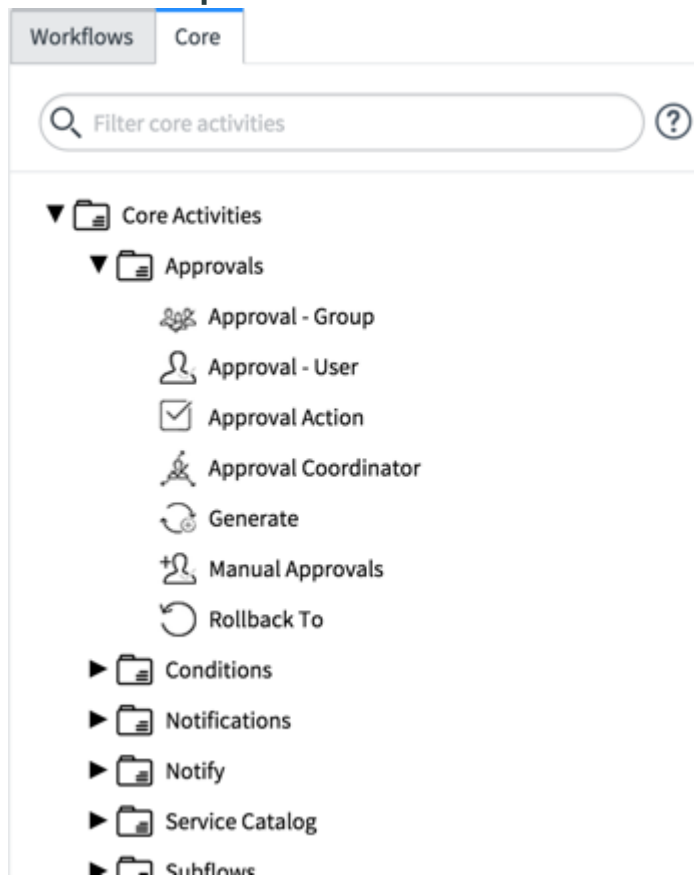 Workflows Core
Filter core activities ?
Core Activities
Approvals
Approval - Group
Approval - User
Approval Action
Approval Coordinator
Generate
Manual Approvals
Rollback To
Conditions
Notifications
Notify
Service Catalog
Subflows